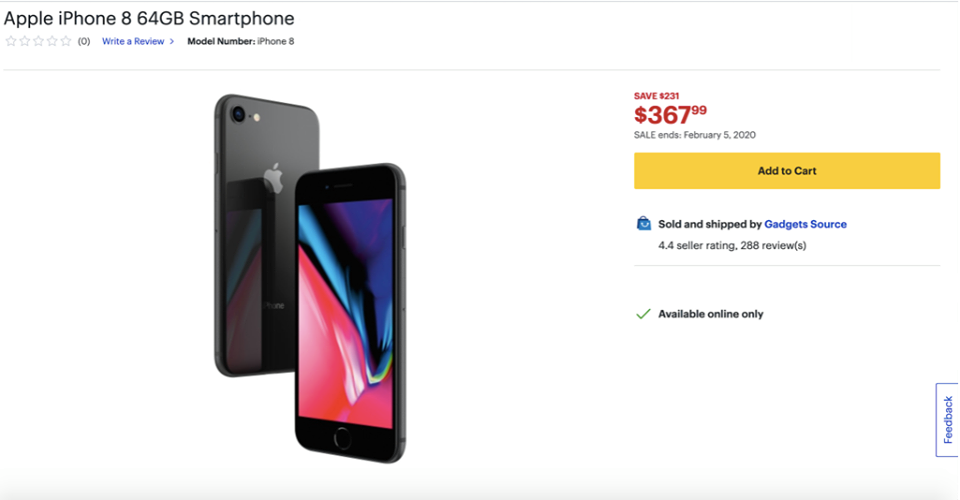 Apple iPhone 8 64GB Smartphone
(0) Write a Review > Model Number: iPhone 8
SAVE $231
$36799
SALE ends: February 5, 2020
Add to Cart
Sold and shipped by Gadgets Source
4.4 seller rating, 288 review(s)
iPhone
Available online only
Feedback